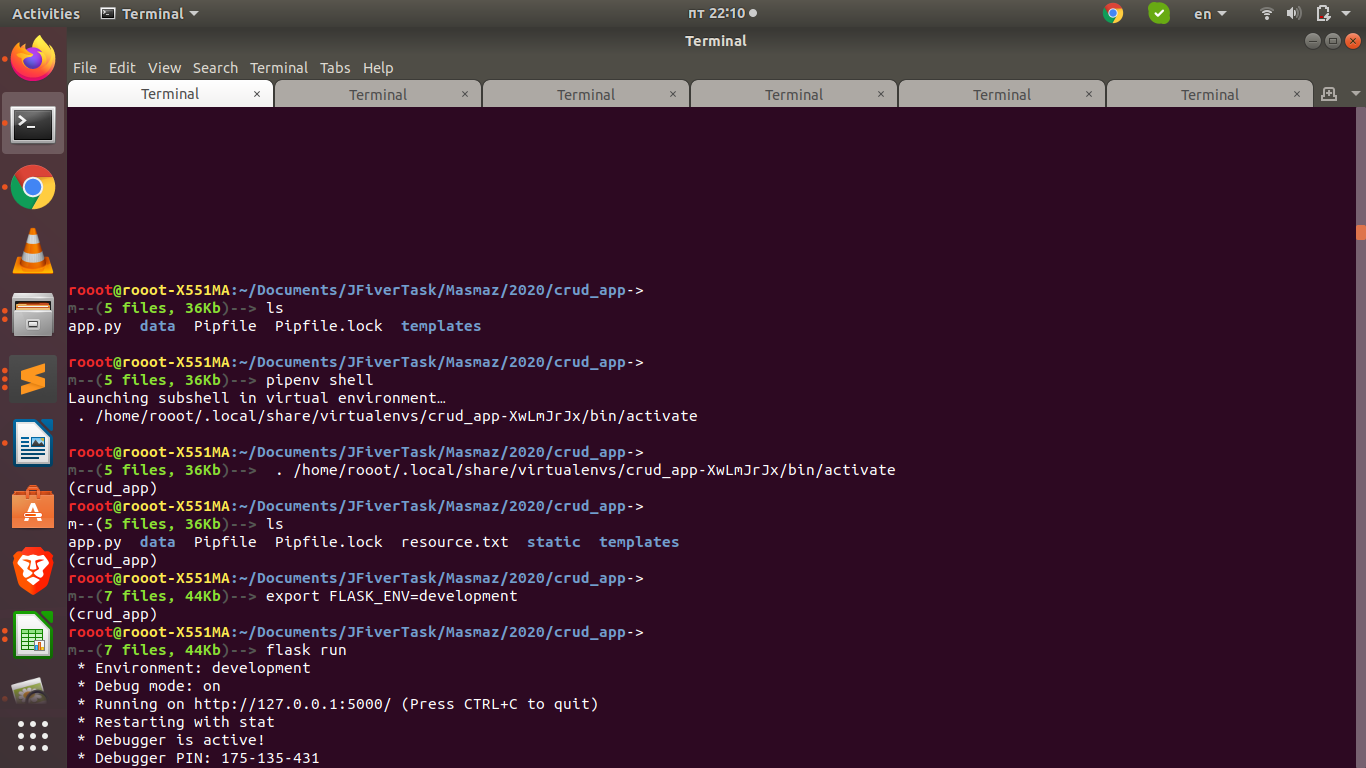 Activities Terminal пт 22:10 en
Terminal
File Edit View Search Terminal Tabs Help
Terminal × Terminal × Terminal × Terminal × Terminal × Terminal ×
rooot@rooot-X551MA:~/Documents/JFiverTask/Masmaz/2020/crud_app->
m--(5 files, 36Kb)--> ls
app.py data Pipfile Pipfile.lock templates
rooot@rooot-X551MA:~/Documents/JFiverTask/Masmaz/2020/crud_app->
m--(5 files, 36Kb)--> pipenv shell
Launching subshell in virtual environment…
. /home/rooot/.local/share/virtualenvs/crud_app-XwLmJrJx/bin/activate
rooot@rooot-X551MA:~/Documents/JFiverTask/Masmaz/2020/crud_app->
m--(5 files, 36Kb)--> . /home/rooot/.local/share/virtualenvs/crud_app-XwLmJrJx/bin/activate
(crud_app)
rooot@rooot-X551MA:~/Documents/JFiverTask/Masmaz/2020/crud_app->
m--(5 files, 36Kb)--> ls
app.py data Pipfile Pipfile.lock resource.txt static templates
(crud_app)
rooot@rooot-X551MA:~/Documents/JFiverTask/Masmaz/2020/crud_app->
m--(7 files, 44Kb)--> export FLASK_ENV=development
(crud_app)
rooot@rooot-X551MA:~/Documents/JFiverTask/Masmaz/2020/crud_app->
m--(7 files, 44Kb)--> flask run
* Environment: development
* Debug mode: on
* Running on http://127.0.0.1:5000/ (Press CTRL+C to quit)
* Restarting with stat
* Debugger is active!
* Debugger PIN: 175-135-431